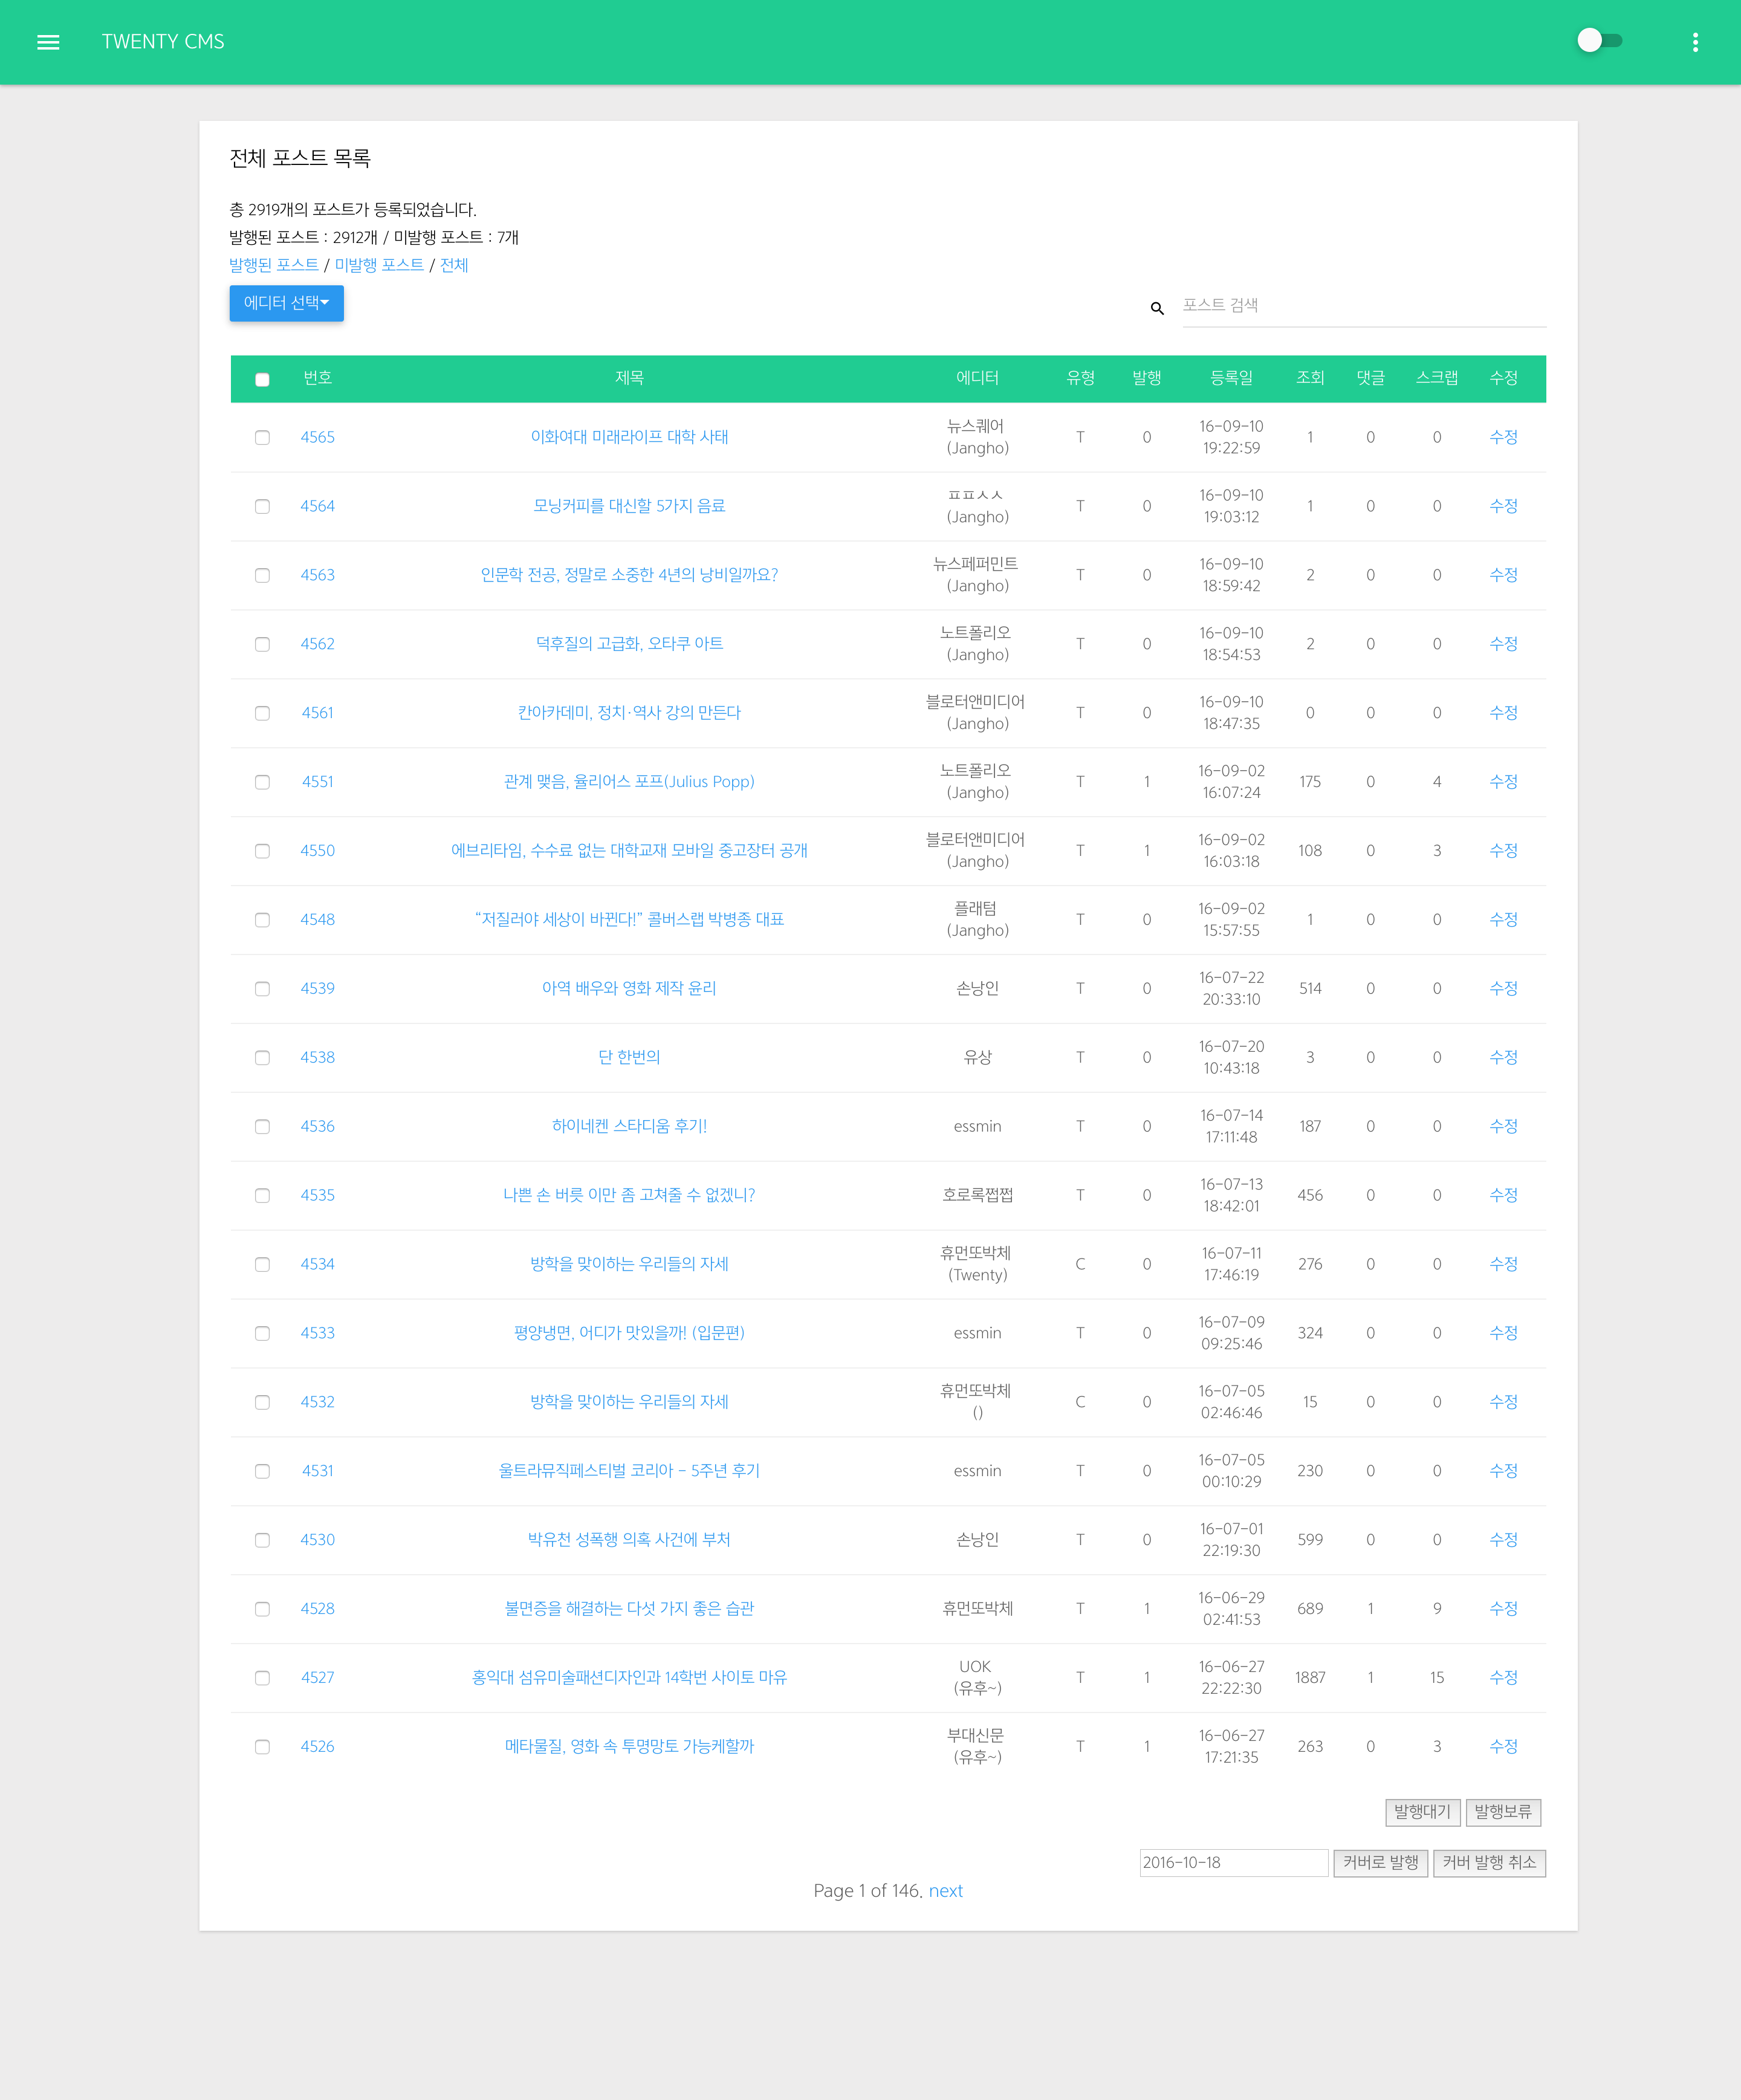 TWENTY CMS
전체 포스트 목록
총 2919개의 포스트가 등록되었습니다.
발행된 포스트 : 2912개 / 미발행 포스트 : 7개
발행된 포스트 / 미발행 포스트 / 전체
에디터 선택
포스트 검색
번호 제목 에디터 유형 발행 등록일 조회 댓글 스크랩 수정
4565 이화여대 미래라이프 대학 사태 뉴스퀘어 (Jangho) T 0 16-09-10 19:22:59 1 0 0 수정
4564 모닝커피를 대신할 5가지 음료 프프ㅅㅅ (Jangho) T 0 16-09-10 19:03:12 1 0 0 수정
4563 인문학 전공, 정말로 소중한 4년의 낭비일까요? 뉴스페퍼민트 (Jangho) T 0 16-09-10 18:59:42 2 0 0 수정
4562 덕후질의 고급화, 오타쿠 아트 노트폴리오 (Jangho) T 0 16-09-10 18:54:53 2 0 0 수정
4561 칸아카데미, 정치·역사 강의 만든다 블로터앤미디어 (Jangho) T 0 16-09-10 18:47:35 0 0 0 수정
4551 관계 맺음, 율리어스 포프(Julius Popp) 노트폴리오 (Jangho) T 1 16-09-02 16:07:24 175 0 4 수정
4550 에브리타임, 수수료 없는 대학교재 모바일 중고장터 공개 블로터앤미디어 (Jangho) T 1 16-09-02 16:03:18 108 0 3 수정
4548 “저질러야 세상이 바뀐다!” 콜버스랩 박병종 대표 플래텀 (Jangho) T 0 16-09-02 15:57:55 1 0 0 수정
4539 아역 배우와 영화 제작 윤리 손낭인 T 0 16-07-22 20:33:10 514 0 0 수정
4538 단 한번의 유상 T 0 16-07-20 10:43:18 3 0 0 수정
4536 하이네켄 스타디움 후기! essmin T 0 16-07-14 17:11:48 187 0 0 수정
4535 나쁜 손 버릇 이만 좀 고쳐줄 수 없겠니? 호로록쩝쩝 T 0 16-07-13 18:42:01 456 0 0 수정
4534 방학을 맞이하는 우리들의 자세 휴먼또박체 (Twenty) C 0 16-07-11 17:46:19 276 0 0 수정
4533 평양냉면, 어디가 맛있을까! (입문편) essmin T 0 16-07-09 09:25:46 324 0 0 수정
4532 방학을 맞이하는 우리들의 자세 휴먼또박체 () C 0 16-07-05 02:46:46 15 0 0 수정
4531 울트라뮤직페스티벌 코리아 - 5주년 후기 essmin T 0 16-07-05 00:10:29 230 0 0 수정
4530 박유천 성폭행 의혹 사건에 부처 손낭인 T 0 16-07-01 22:19:30 599 0 0 수정
4528 불면증을 해결하는 다섯 가지 좋은 습관 휴먼또박체 T 1 16-06-29 02:41:53 689 1 9 수정
4527 홍익대 섬유미술패션디자인과 14학번 사이트 마유 UOK (유후~) T 1 16-06-27 22:22:30 1887 1 15 수정
4526 메타물질, 영화 속 투명망토 가능케할까 부대신문 (유후~) T 1 16-06-27 17:21:35 263 0 3 수정
발행대기 발행보류
2016-10-18 커버로 발행 커버 발행 취소
Page 1 of 146. next